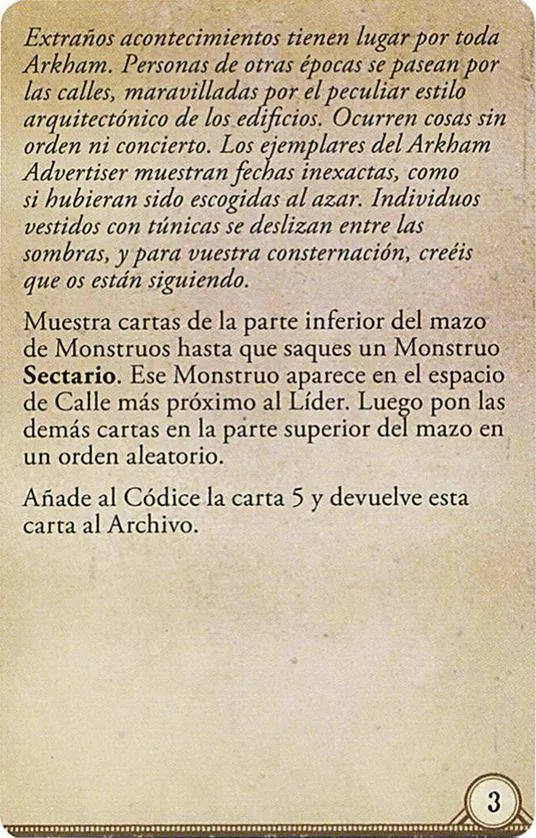 Extraños acontecimientos tienen lugar por toda
Arkham. Personas de otras épocas se pasean por
las calles, maravilladas por el peculiar estilo
arquitectónico de los edificios. Ocurren cosas sin
orden ni concierto. Los ejemplares del Arkham
Advertiser muestran fechas inexactas, como
si hubieran sido escogidas al azar. Individuos
vestidos con túnicas se deslizan entre las
sombras, y para vuestra consternación, creéis
que os están siguiendo.
Muestra cartas de la parte inferior del mazo
de Monstruos hasta que saques un Monstruo
Sectario. Ese Monstruo aparece en el espacio
de Calle más próximo al Líder. Luego pon las
demás cartas en la parte superior del mazo en
un orden aleatorio.
Añade al Códice la carta 5 y devuelve esta
carta al Archivo.
3